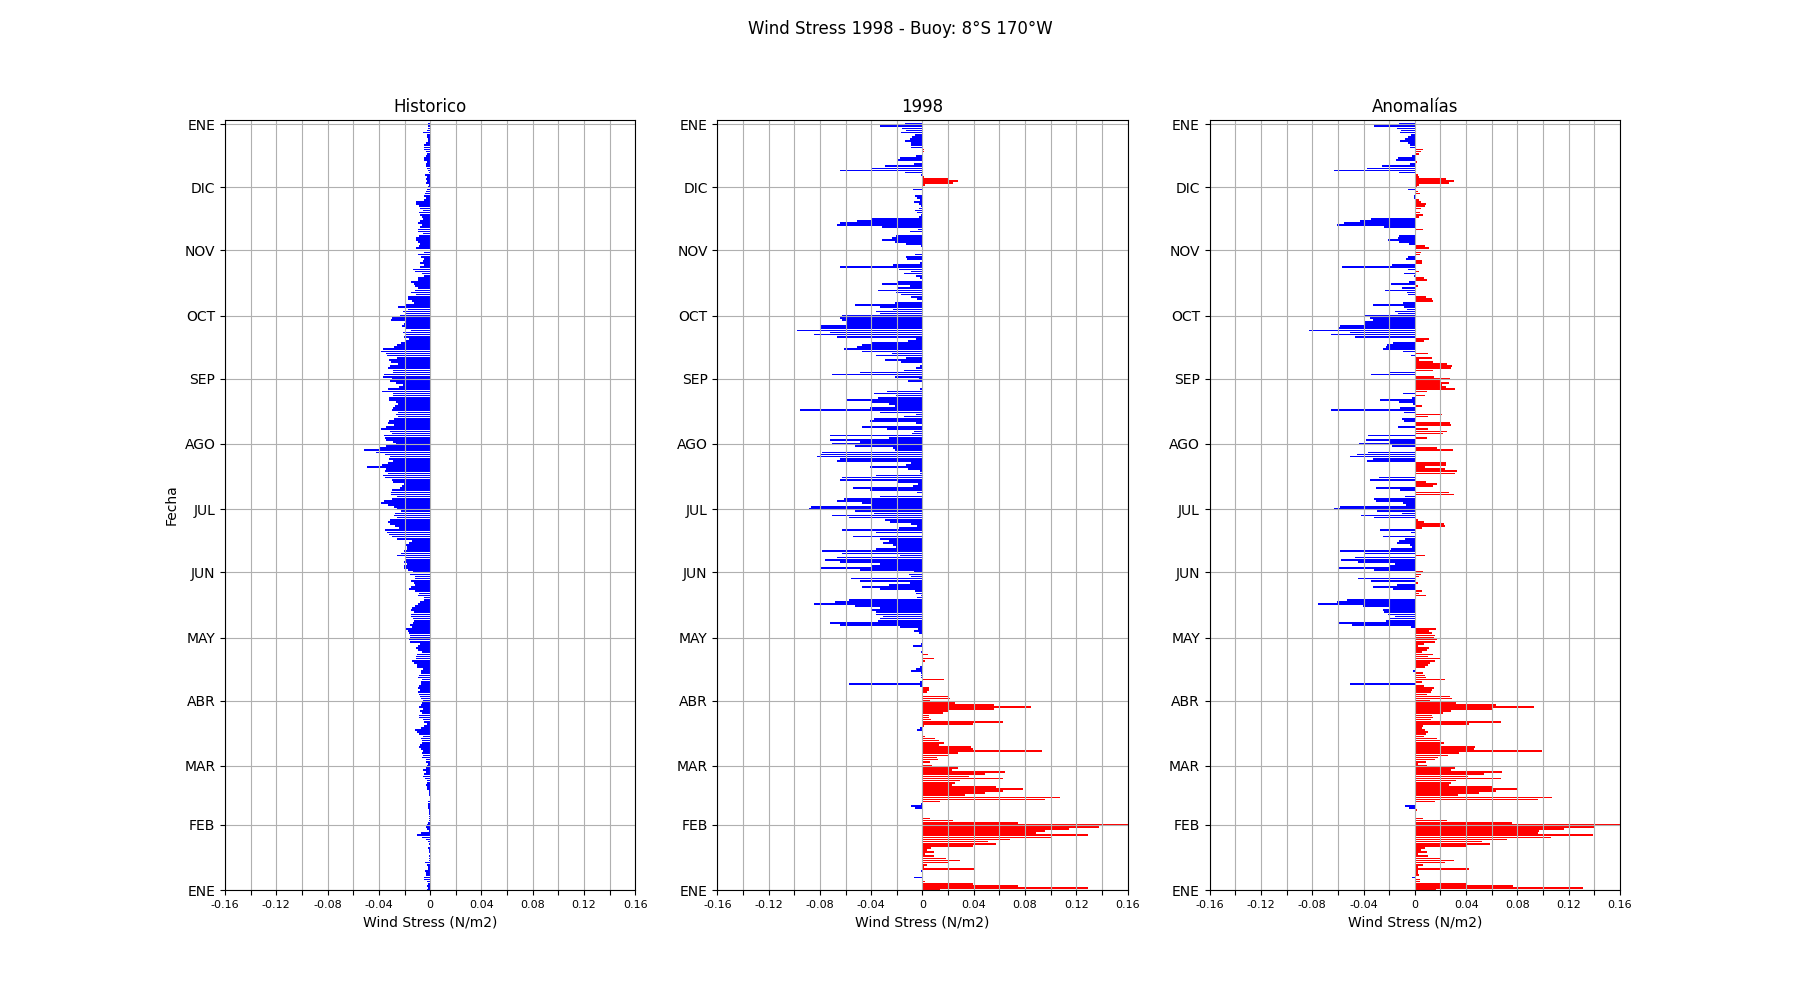 Wind Stress 1998 - Buoy: 8°S 170°W
Historico
1998
Anomalías
ENE
DIC
NOV
OCT
SEP
AGO
JUL
JUN
MAY
ABR
MAR
FEB
ENE
Fecha
-0.16 -0.12 -0.08 -0.04 0 0.04 0.08 0.12 0.16
Wind Stress (N/m2)
ENE
DIC
NOV
OCT
SEP
AGO
JUL
JUN
MAY
ABR
MAR
FEB
ENE
-0.16 -0.12 -0.08 -0.04 0 0.04 0.08 0.12 0.16
Wind Stress (N/m2)
ENE
DIC
NOV
OCT
SEP
AGO
JUL
JUN
MAY
ABR
MAR
FEB
ENE
-0.16 -0.12 -0.08 -0.04 0 0.04 0.08 0.12 0.16
Wind Stress (N/m2)